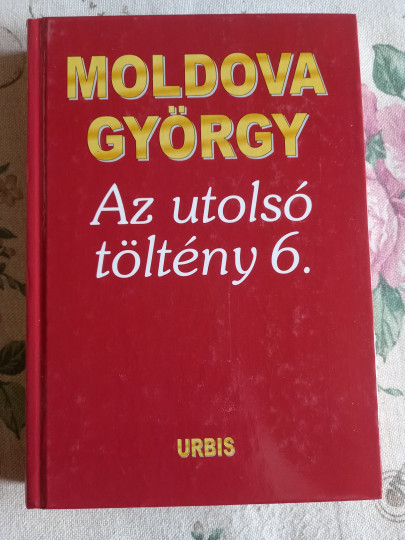 MOLDOVA
GYÖRGY
Az utolsó
töltény 6.
URBIS